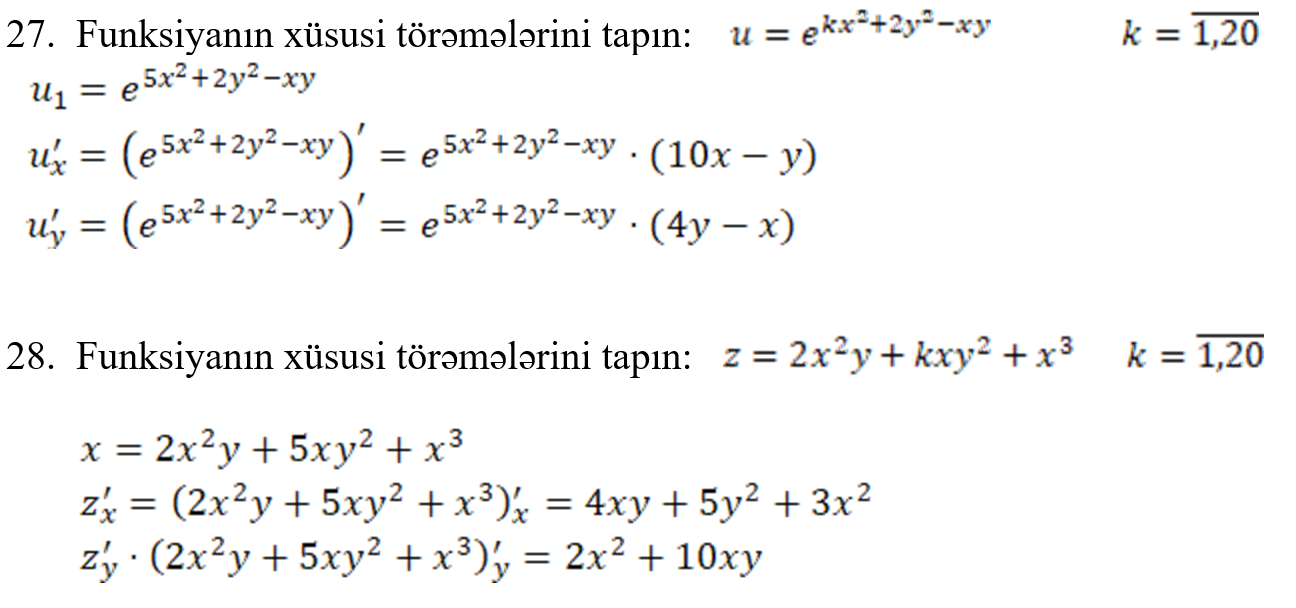 27. Funksiyanın xüsusi törəmələrini tapın: u = e^{kx²+2y²−xy} k = \overline{1,20}
u₁ = e^{5x²+2y²−xy}
u′ₓ = (e^{5x²+2y²−xy})′ = e^{5x²+2y²−xy} · (10x − y)
u′_y = (e^{5x²+2y²−xy})′ = e^{5x²+2y²−xy} · (4y − x)
28. Funksiyanın xüsusi törəmələrini tapın: z = 2x²y + kxy² + x³ k = \overline{1,20}
x = 2x²y + 5xy² + x³
z′ₓ = (2x²y + 5xy² + x³)′ₓ = 4xy + 5y² + 3x²
z′_y · (2x²y + 5xy² + x³)′_y = 2x² + 10xy